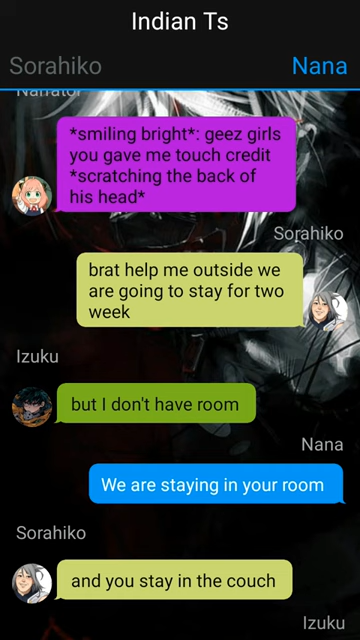 Indian Ts
Sorahiko
Nana
Narrator
*smiling bright*: geez girls
you gave me touch credit
*scratching the back of
his head*
Sorahiko
brat help me outside we
are going to stay for two
week
Izuku
but I don't have room
Nana
We are staying in your room
Sorahiko
and you stay in the couch
Izuku